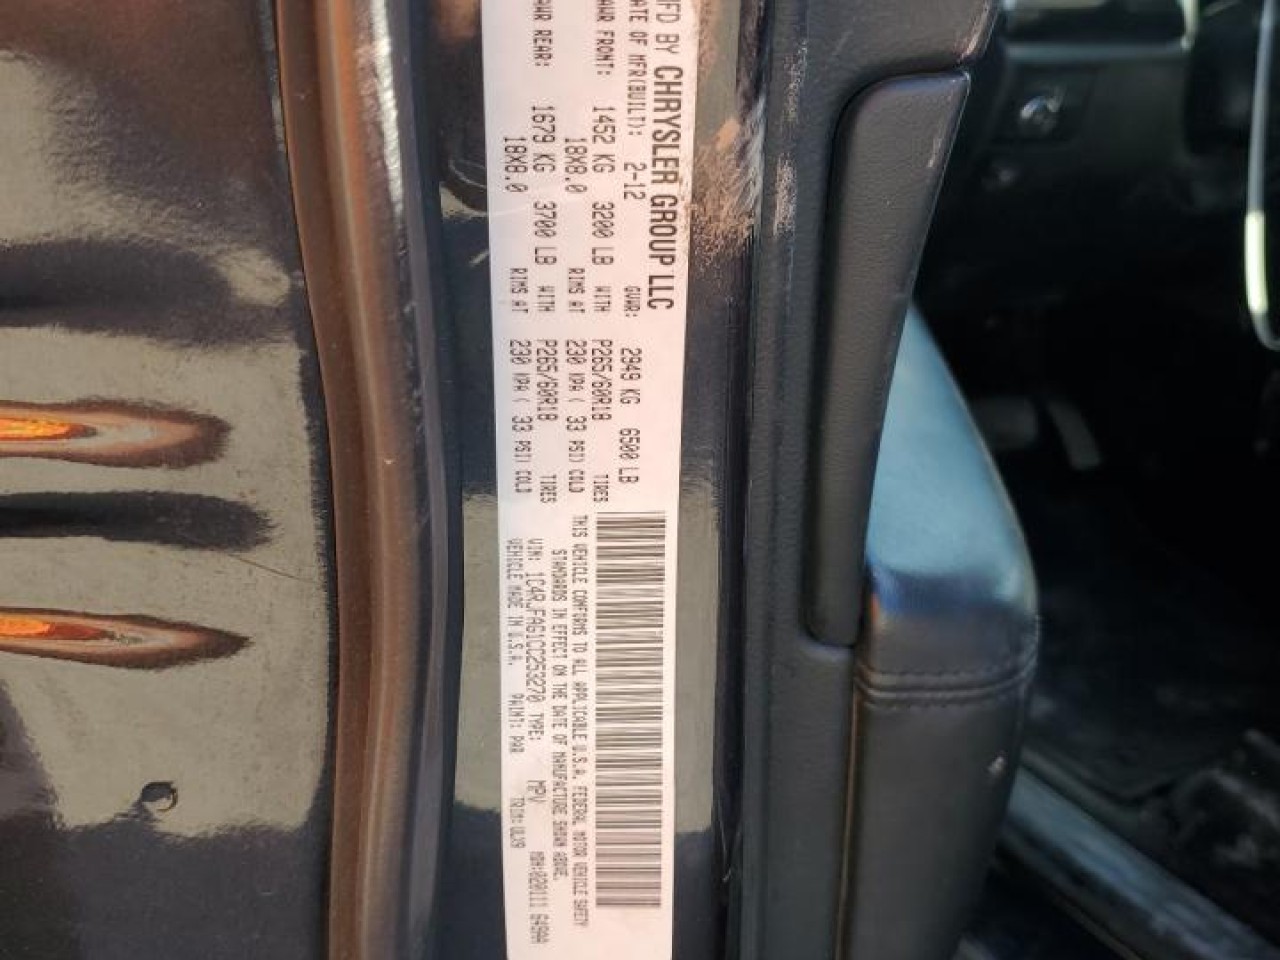 MFD BY CHRYSLER GROUP LLC
DATE OF MFR(BUILT): 2-12 GVWR: 2949 KG 6500 LB
GAWR FRONT: 1452 KG 3200 LB WITH P265/60R18 TIRES
18X8.0 RIMS AT 230 KPA ( 33 PSI) COLD
GAWR REAR: 1679 KG 3700 LB WITH P265/60R18 TIRES
18X8.0 RIMS AT 230 KPA ( 33 PSI) COLD
THIS VEHICLE CONFORMS TO ALL APPLICABLE U.S.A. FEDERAL MOTOR VEHICLE SAFETY
STANDARDS IN EFFECT ON THE DATE OF MANUFACTURE SHOWN ABOVE.
VIN: 1C4RJFAG1CC253270 TYPE: MPV MDH:020111 649AA
VEHICLE MADE IN U.S.A. PAINT: PAR TRIM: ULX9